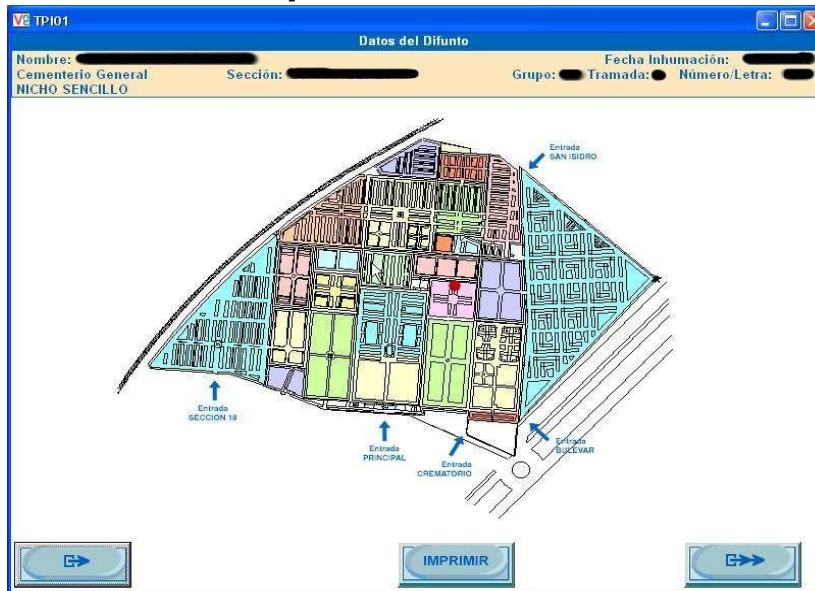 TPI01
Datos del Difunto
Nombre: Fecha Inhumación:
Cementerio General Sección: Grupo: Tramada: Número/Letra:
NICHO SENCILLO
Entrada
SAN ISIDRO
Entrada
SECCION 18
Entrada
PRINCIPAL
Entrada
CREMATORIO
Entrada
BULEVAR
IMPRIMIR